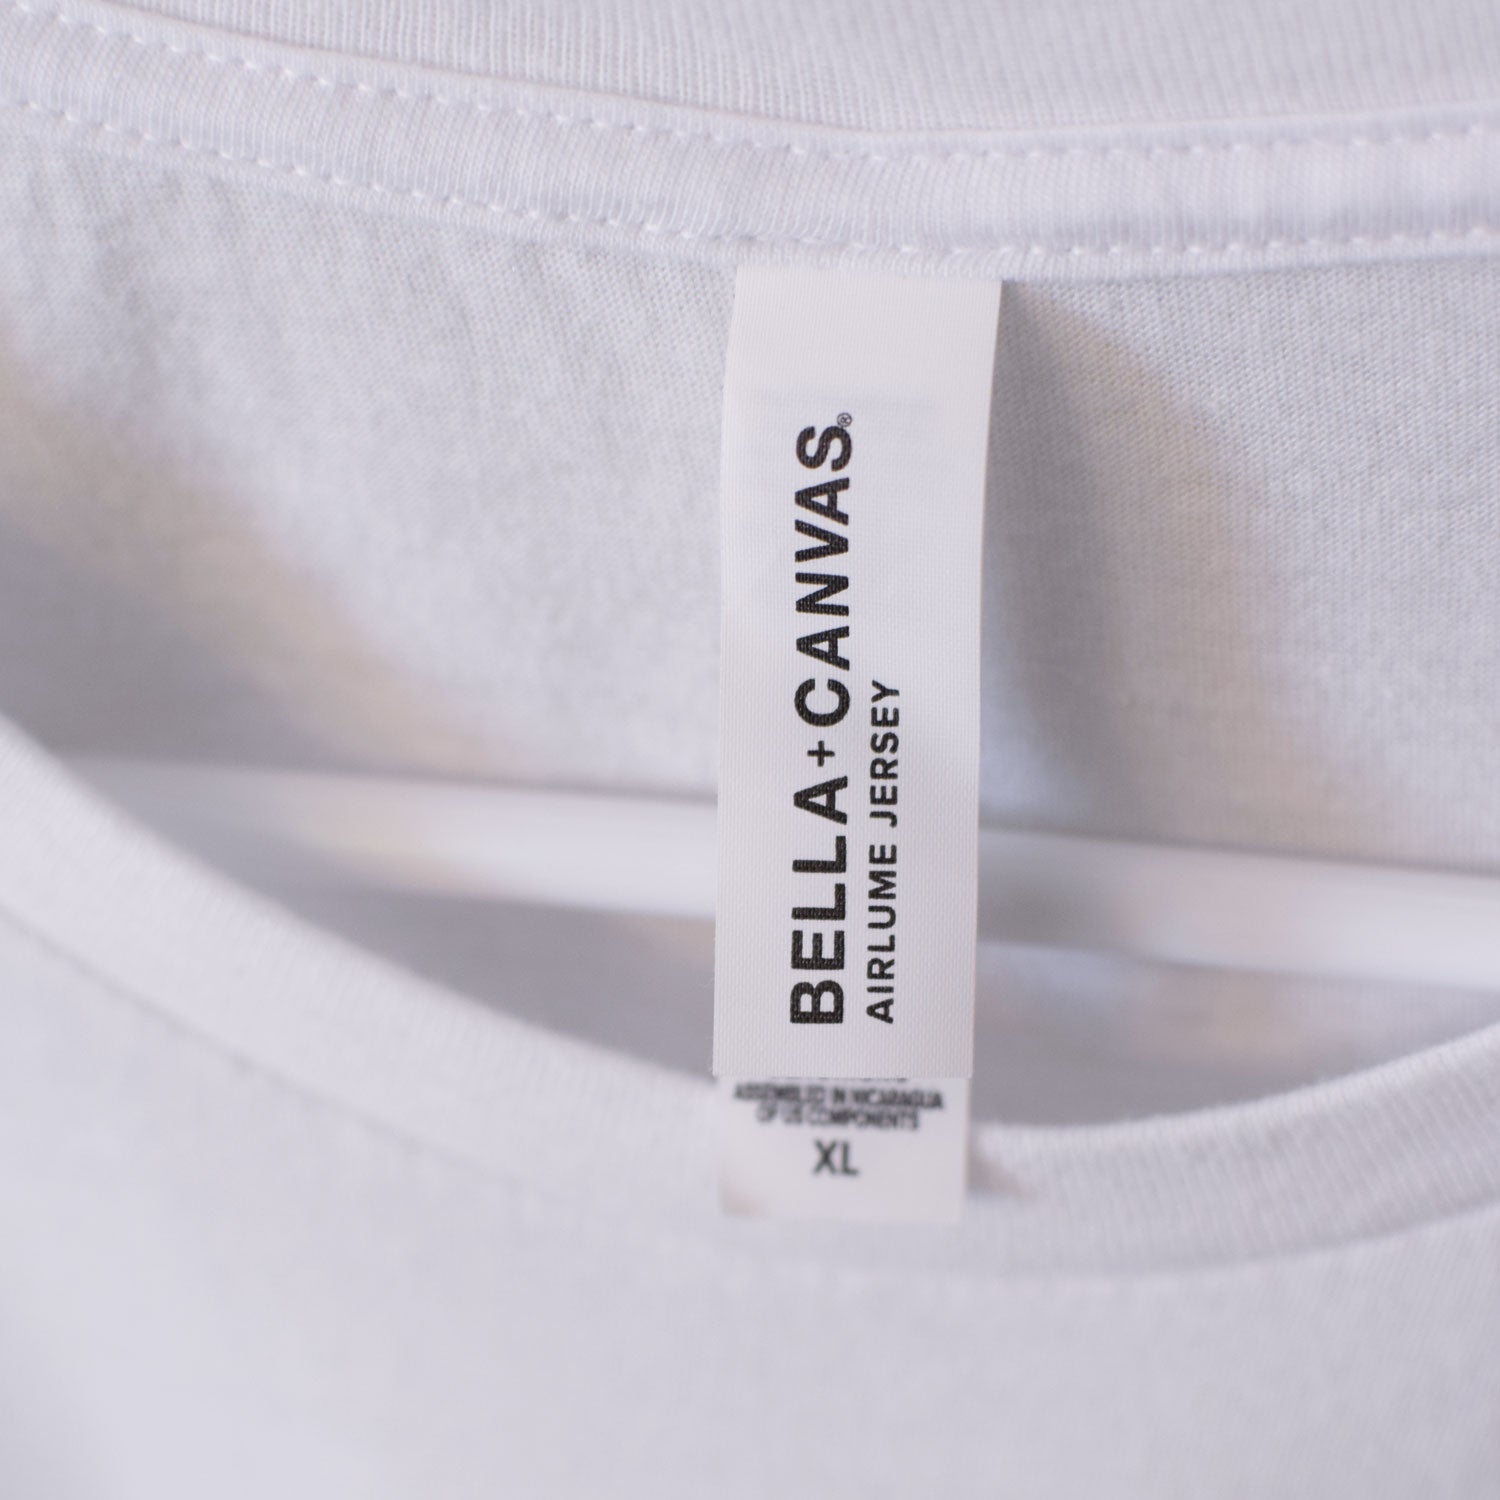 BELLA+CANVAS®
AIRLUME JERSEY
ASSEMBLED IN NICARAGUA
OF US COMPONENTS
XL